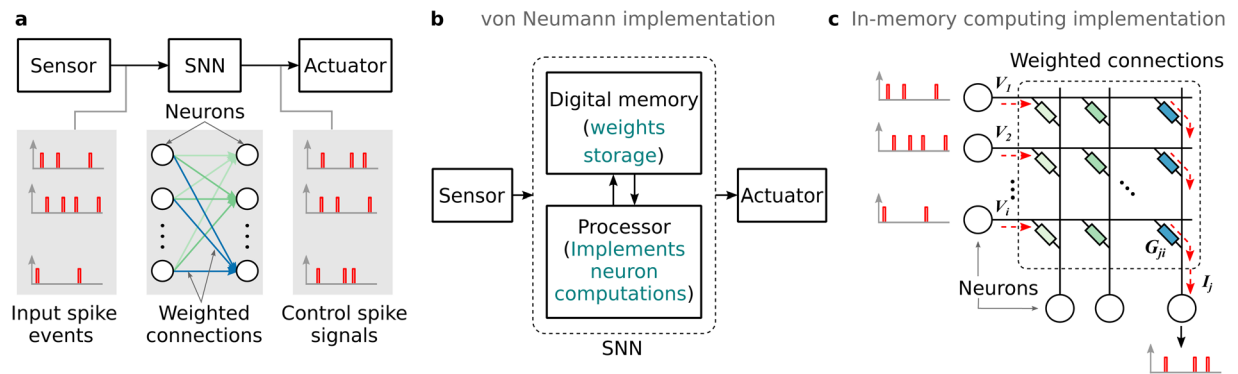 a
Sensor
SNN
Actuator
Neurons
Input spike
events
Weighted
connections
Control spike
signals
b
von Neumann implementation
Digital memory
(weights
storage)
Sensor
Actuator
Processor
(Implements
neuron
computations)
SNN
c
In-memory computing implementation
Weighted connections
V1
V2
Vi
Gji
Ij
Neurons